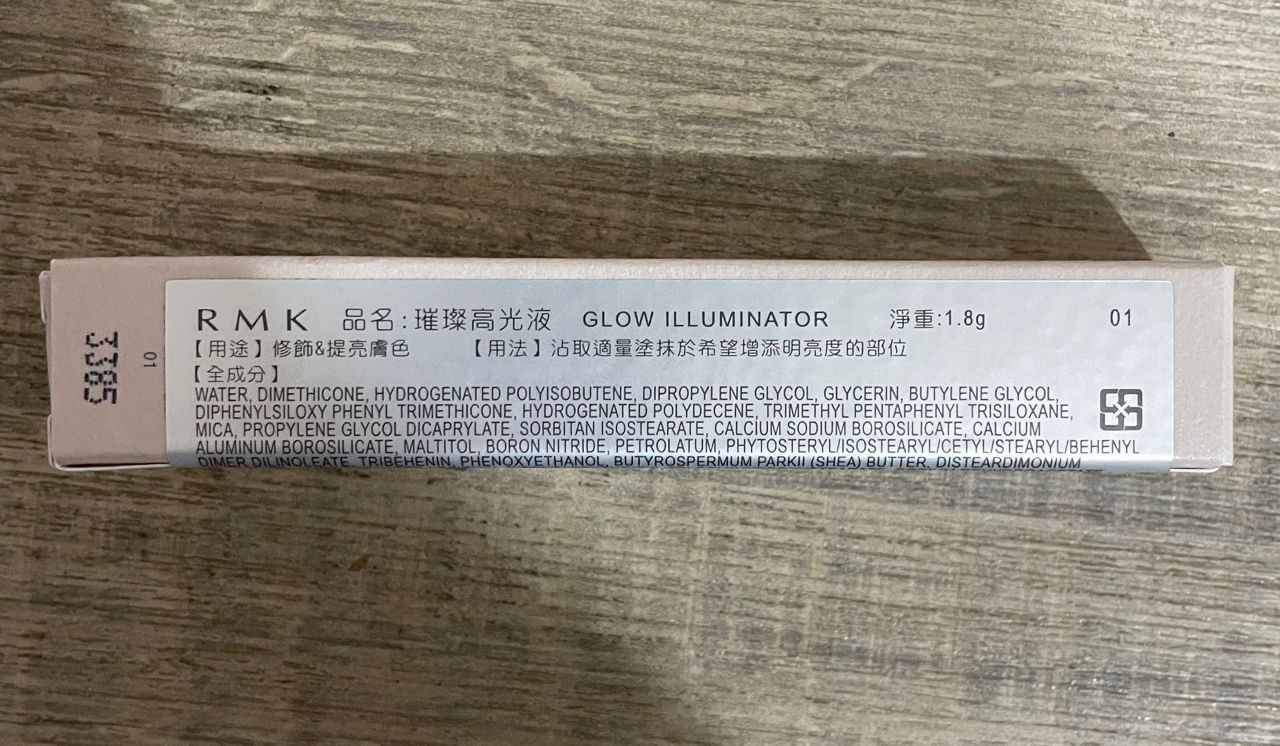 RMK 品名:璀璨高光液 GLOW ILLUMINATOR 淨重:1.8g 01
【用途】修飾&提亮膚色 【用法】沾取適量塗抹於希望增添明亮度的部位
【全成分】
WATER, DIMETHICONE, HYDROGENATED POLYISOBUTENE, DIPROPYLENE GLYCOL, GLYCERIN, BUTYLENE GLYCOL,
DIPHENYLSILOXY PHENYL TRIMETHICONE, HYDROGENATED POLYDECENE, TRIMETHYL PENTAPHENYL TRISILOXANE,
MICA, PROPYLENE GLYCOL DICAPRYLATE, SORBITAN ISOSTEARATE, CALCIUM SODIUM BOROSILICATE, CALCIUM
ALUMINUM BOROSILICATE, MALTITOL, BORON NITRIDE, PETROLATUM, PHYTOSTERYL/ISOSTEARYL/CETYL/STEARYL/BEHENYL
DIMER DILINOLEATE, TRIBEHENIN, PHENOXYETHANOL, BUTYROSPERMUM PARKII (SHEA) BUTTER, DISTEARDIMONIUM
01